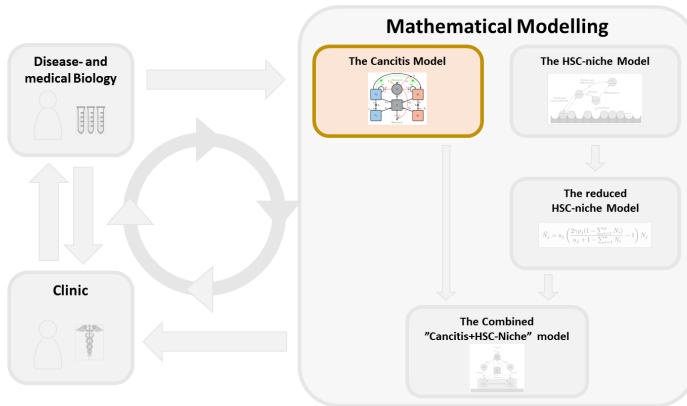 Mathematical Modelling
Disease- and
medical Biology
The Cancitis Model
The HSC-niche Model
The reduced
HSC-niche Model
Clinic
The Combined
”Cancitis+HSC-Niche” model